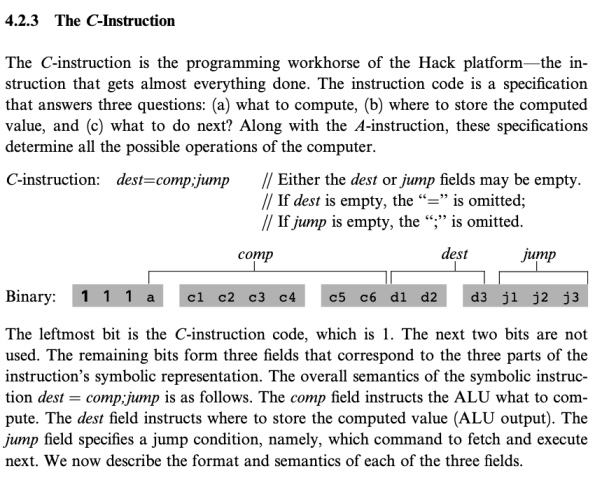 4.2.3 The C-Instruction
The C-instruction is the programming workhorse of the Hack platform—the in-
struction that gets almost everything done. The instruction code is a specification
that answers three questions: (a) what to compute, (b) where to store the computed
value, and (c) what to do next? Along with the A-instruction, these specifications
determine all the possible operations of the computer.
C-instruction: dest=comp;jump // Either the dest or jump fields may be empty.
// If dest is empty, the “=” is omitted;
// If jump is empty, the “;” is omitted.
comp dest jump
Binary: 1 1 1 a c1 c2 c3 c4 c5 c6 d1 d2 d3 j1 j2 j3
The leftmost bit is the C-instruction code, which is 1. The next two bits are not
used. The remaining bits form three fields that correspond to the three parts of the
instruction’s symbolic representation. The overall semantics of the symbolic instruc-
tion dest = comp;jump is as follows. The comp field instructs the ALU what to com-
pute. The dest field instructs where to store the computed value (ALU output). The
jump field specifies a jump condition, namely, which command to fetch and execute
next. We now describe the format and semantics of each of the three fields.